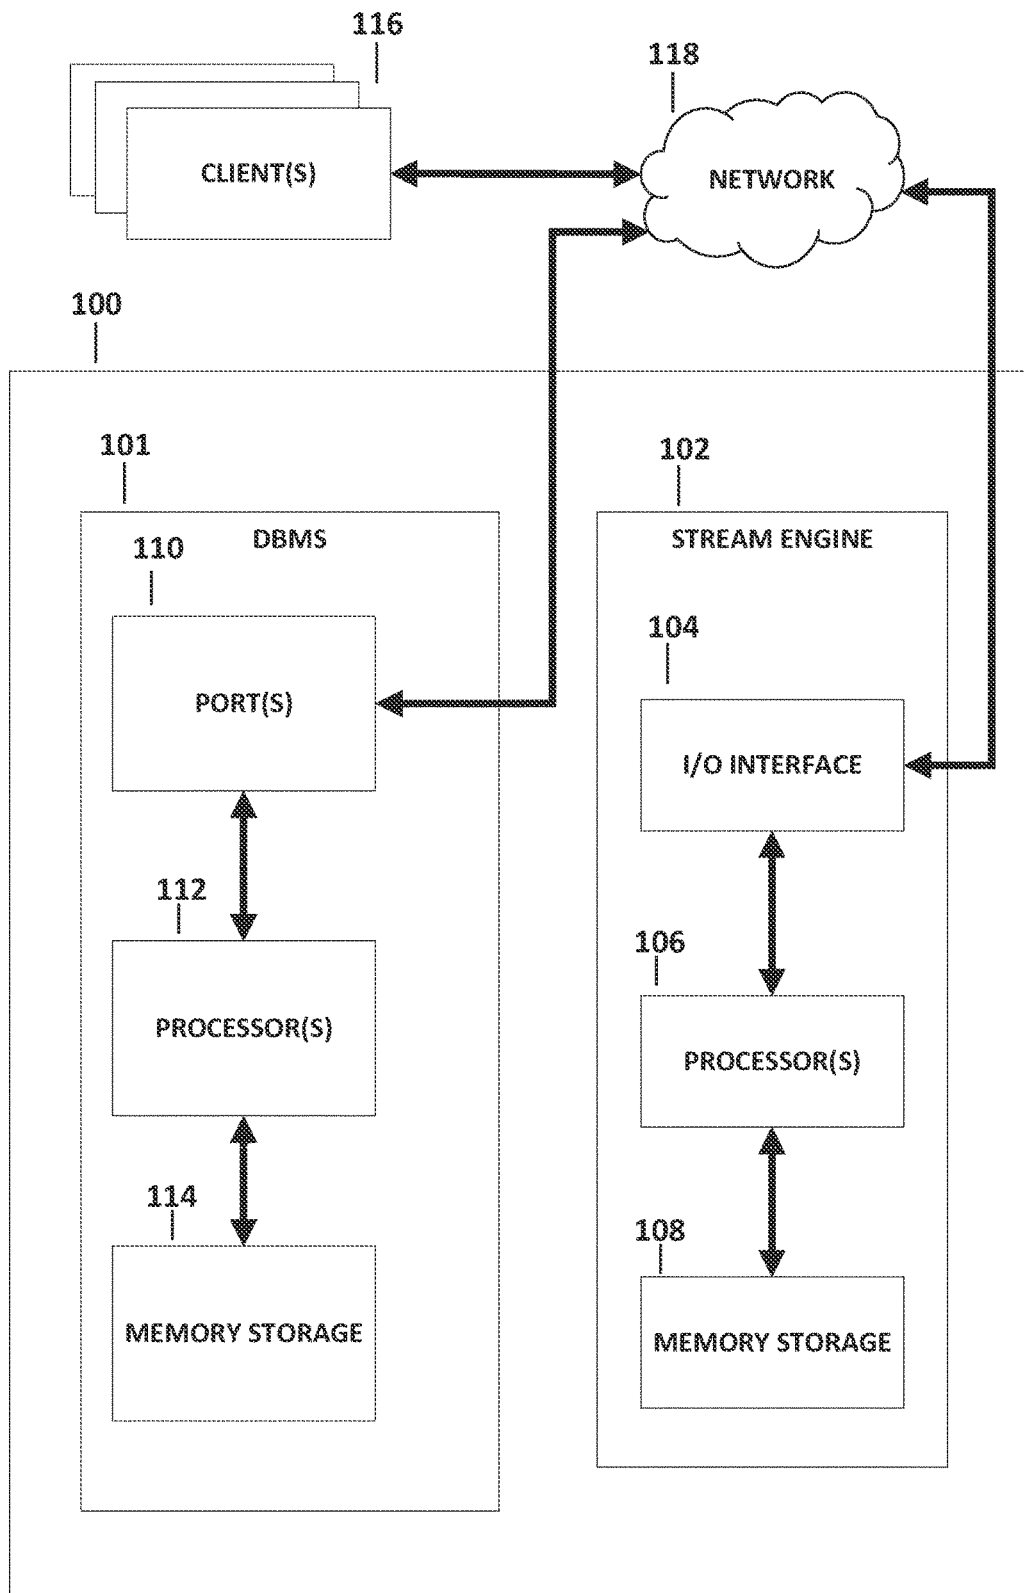 116
118
CLIENT(S)
NETWORK
100
101
102
DBMS
STREAM ENGINE
110
104
PORT(S)
I/O INTERFACE
112
106
PROCESSOR(S)
PROCESSOR(S)
114
108
MEMORY STORAGE
MEMORY STORAGE